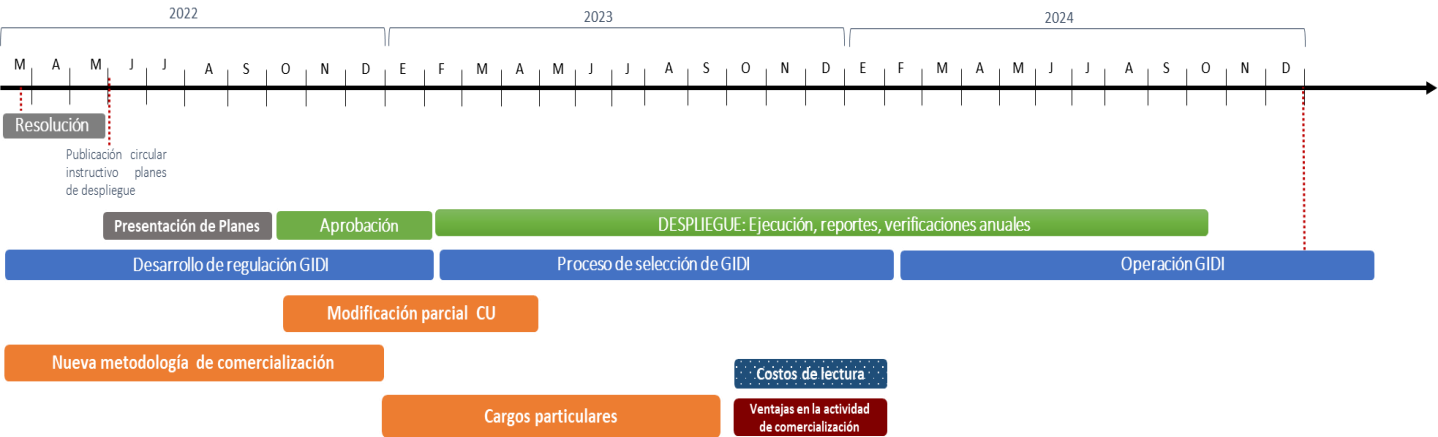 2022
2023
2024
M A M J J A S O N D E F M A M J J A S O N D E F M A M J J A S O N D
Resolución
Publicación circular
instructivo planes
de despliegue
Presentación de Planes
Aprobación
DESPLIEGUE: Ejecución, reportes, verificaciones anuales
Desarrollo de regulación GIDI
Proceso de selección de GIDI
Operación GIDI
Modificación parcial CU
Nueva metodología de comercialización
Costos de lectura
Cargos particulares
Ventajas en la actividad
de comercialización